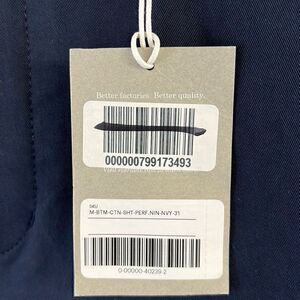 Better factories. Better quality.
000000799173493
SKU
M-BTM-CTN-SHT-PERF.NIN-NVY-31
0-00000-40239-2